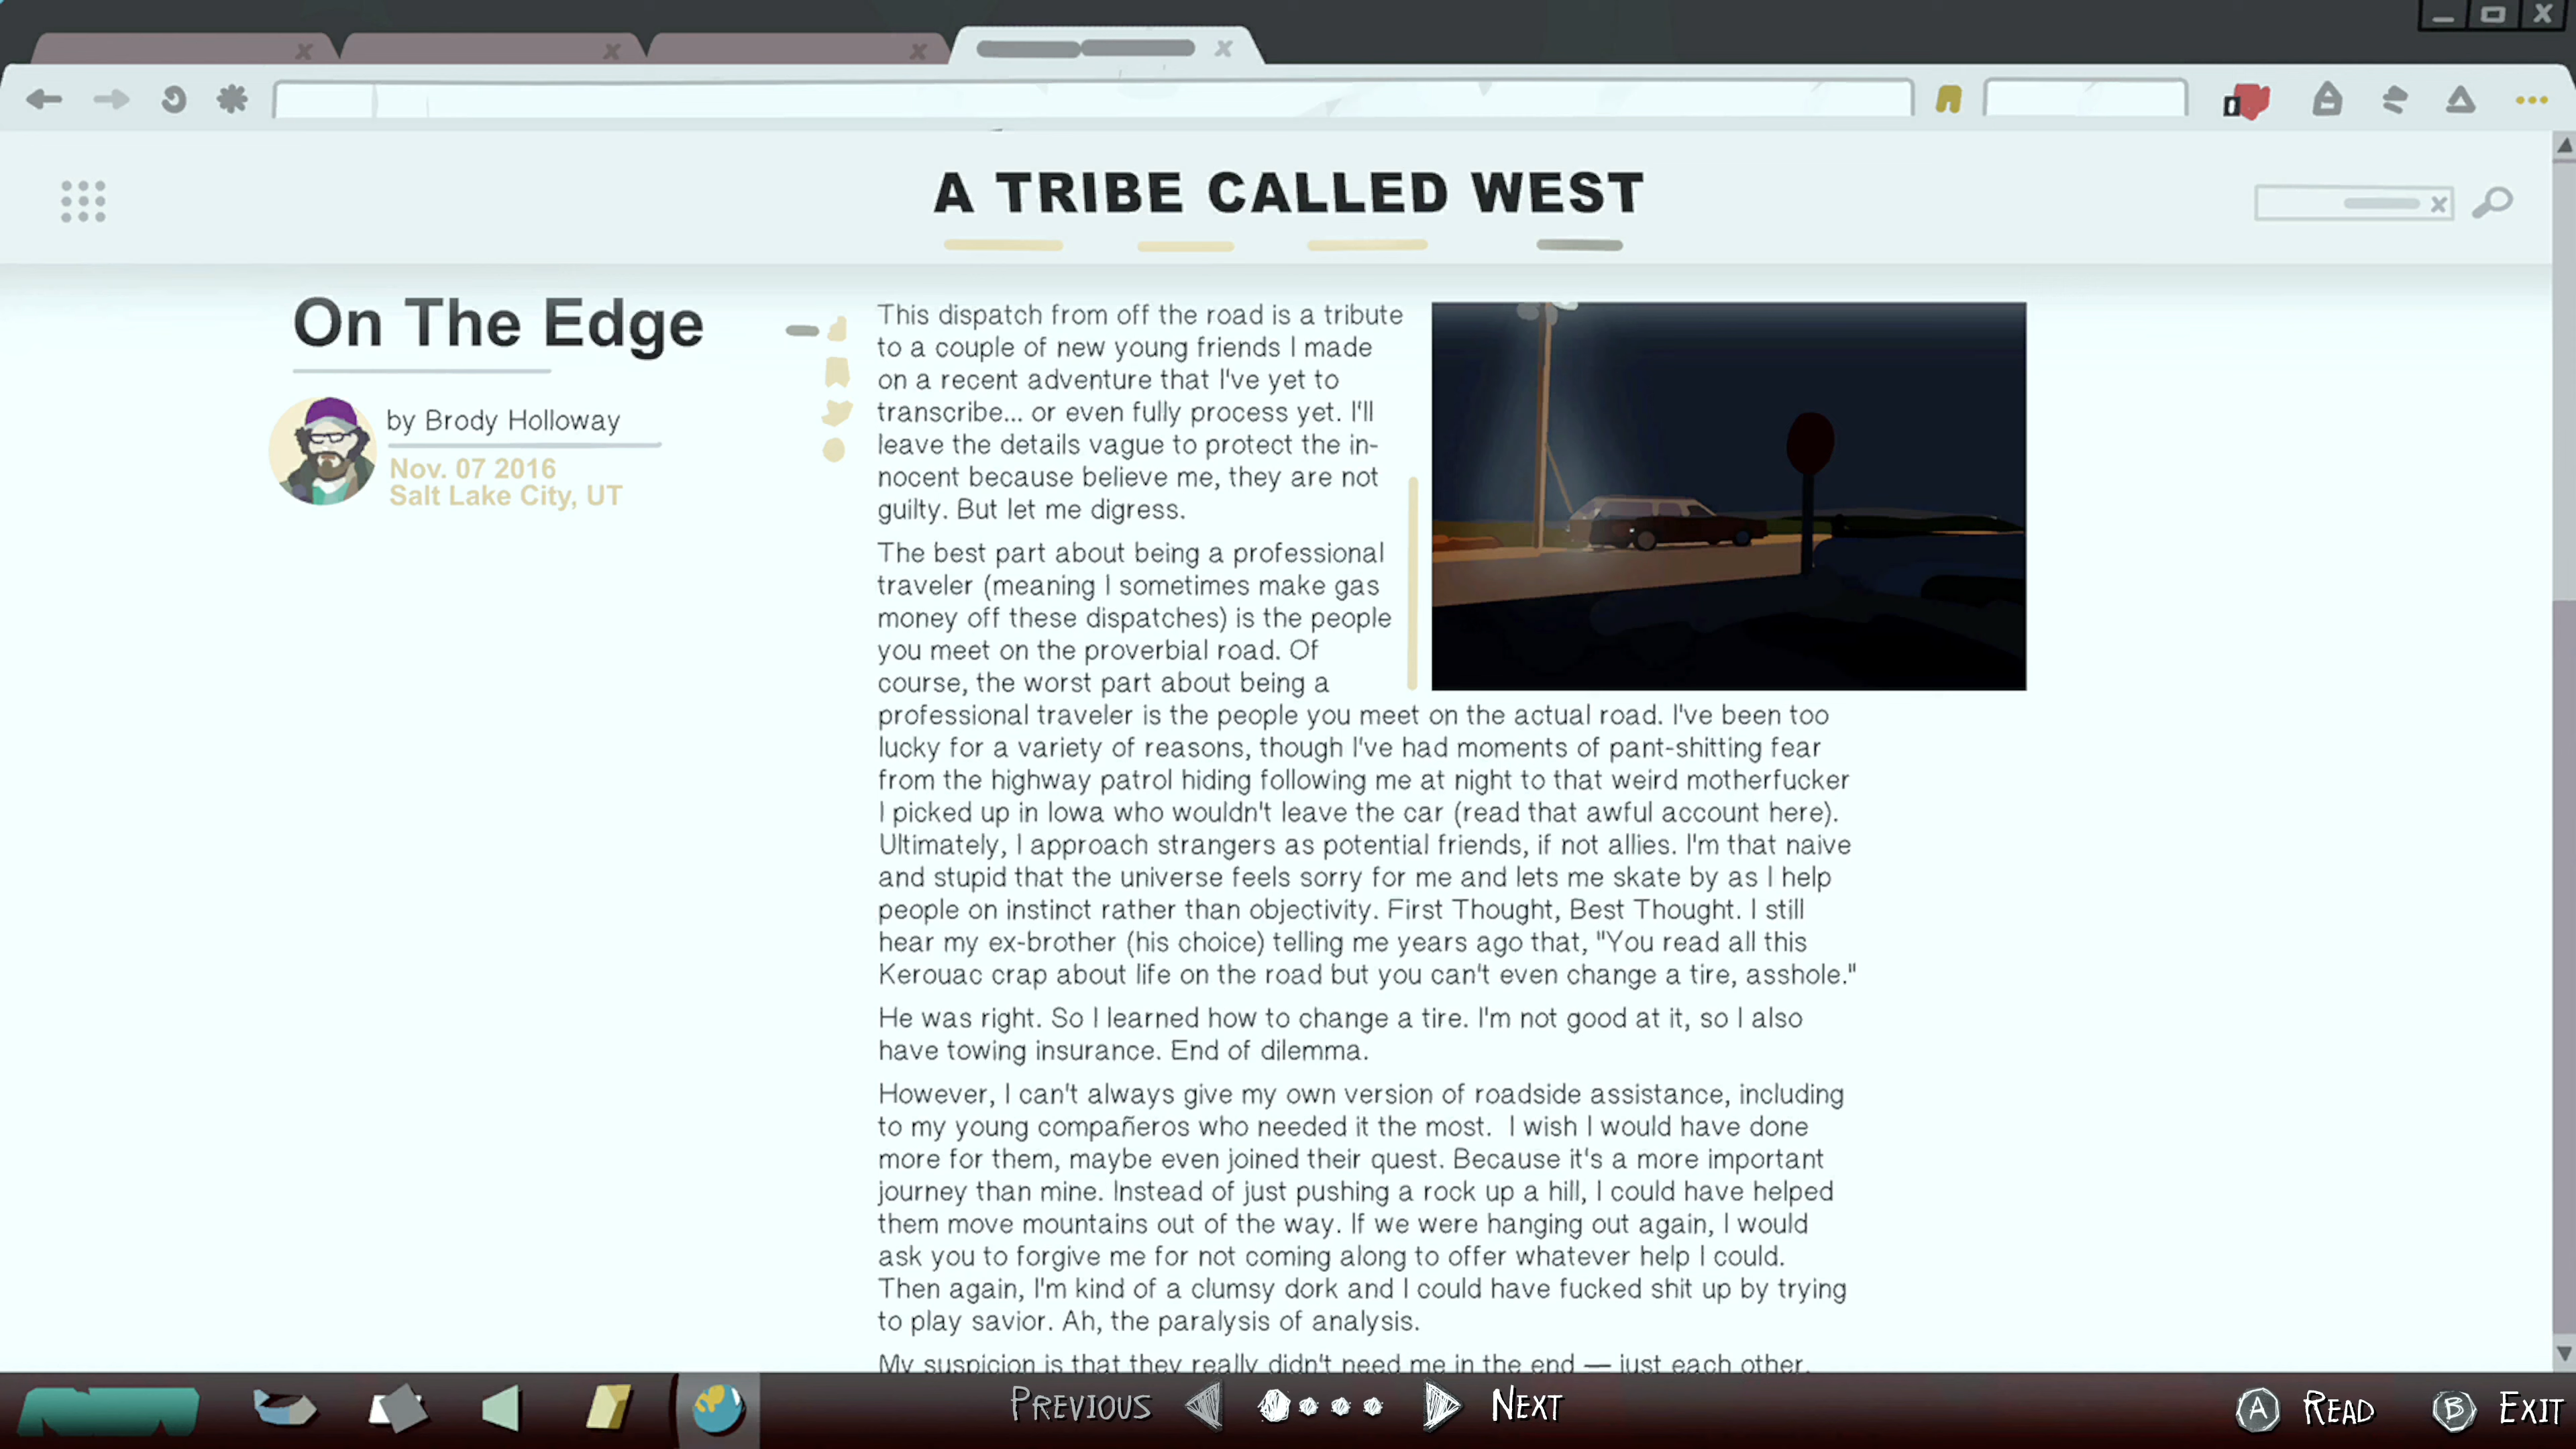 A TRIBE CALLED WEST
On The Edge
by Brody Holloway
Nov. 07 2016
Salt Lake City, UT
This dispatch from off the road is a tribute
to a couple of new young friends I made
on a recent adventure that I've yet to
transcribe... or even fully process yet. I'll
leave the details vague to protect the in-
nocent because believe me, they are not
guilty. But let me digress.
The best part about being a professional
traveler (meaning I sometimes make gas
money off these dispatches) is the people
you meet on the proverbial road. Of
course, the worst part about being a
professional traveler is the people you meet on the actual road. I've been too
lucky for a variety of reasons, though I've had moments of pant-shitting fear
from the highway patrol hiding following me at night to that weird motherfucker
I picked up in Iowa who wouldn't leave the car (read that awful account here).
Ultimately, I approach strangers as potential friends, if not allies. I'm that naive
and stupid that the universe feels sorry for me and lets me skate by as I help
people on instinct rather than objectivity. First Thought, Best Thought. I still
hear my ex-brother (his choice) telling me years ago that, "You read all this
Kerouac crap about life on the road but you can't even change a tire, asshole."
He was right. So I learned how to change a tire. I'm not good at it, so I also
have towing insurance. End of dilemma.
However, I can't always give my own version of roadside assistance, including
to my young compañeros who needed it the most.  I wish I would have done
more for them, maybe even joined their quest. Because it's a more important
journey than mine. Instead of just pushing a rock up a hill, I could have helped
them move mountains out of the way. If we were hanging out again, I would
ask you to forgive me for not coming along to offer whatever help I could.
Then again, I'm kind of a clumsy dork and I could have fucked shit up by trying
to play savior. Ah, the paralysis of analysis.
My suspicion is that they really didn't need me in the end — just each other.
PREVIOUS
NEXT
A READ
B EXIT